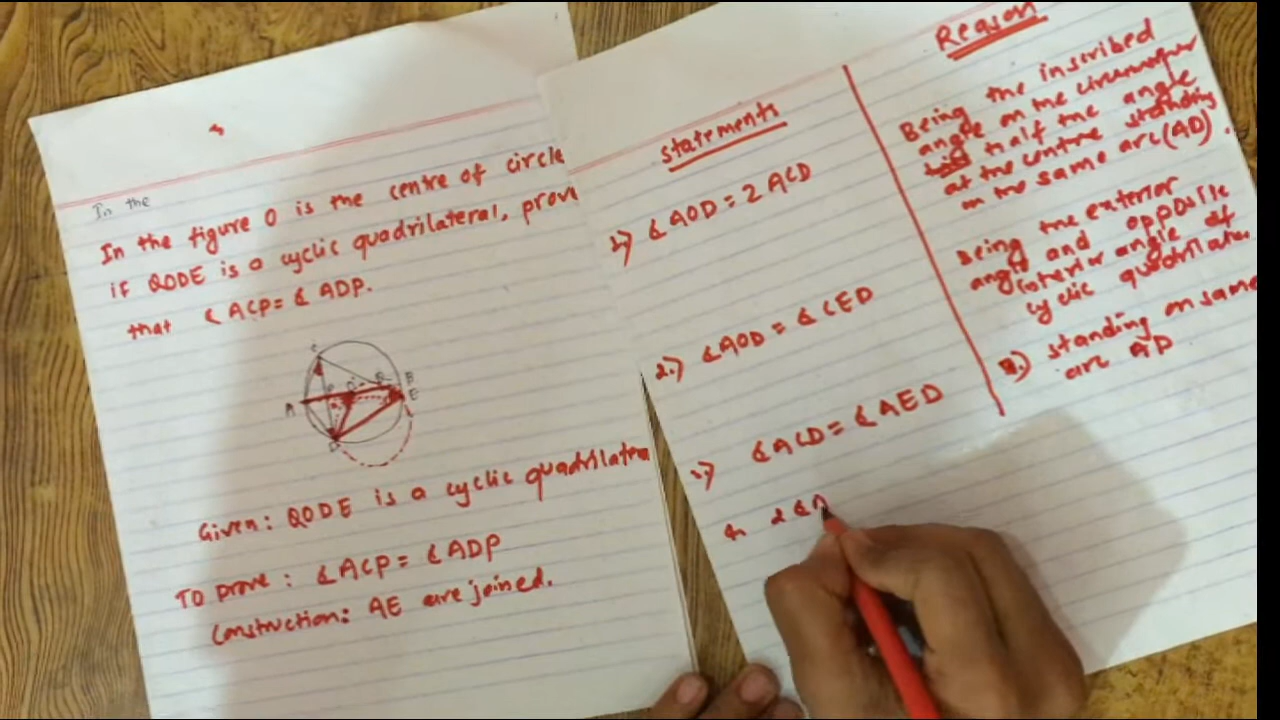 In the
In the figure O is the centre of circle
if QODE is a cyclic quadrilateral, prove
that ∡ACP = ∡ADP.
C
A
P
O
Q
B
E
D
Given: QODE is a cyclic quadrilatera
To prove: ∡ACP = ∡ADP
Construction: AE are joined.
Statements
1.) ∡AOD = 2 ACD
2.) ∡AOD = ∡CED
3.) ∡ACD = ∡AED
4. 2∡A
Reason
Being the inscribed
angle on the circumfer
half the angle
at the centre standing
on the same arc(AD).
Being the exterior
angle and opposite
interior angle of
cyclic quadrilate.
3.) standing on same
arc AD